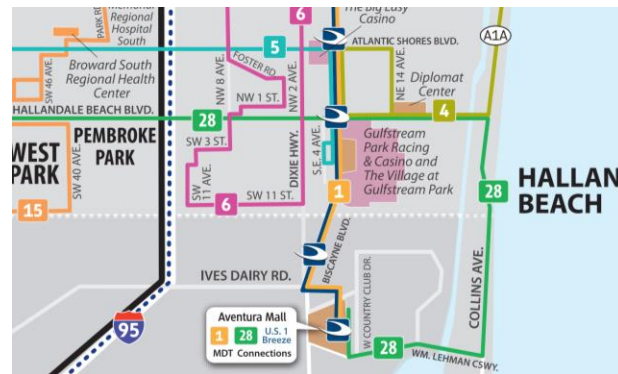 Memorial
Regional
Hospital
South
PARK RD.
6
The Big Easy
Casino
5
ATLANTIC SHORES BLVD.
A1A
Broward South
Regional Health
Center
SW 46 AVE.
FOSTER RD.
NW 8 AVE.
NW 2 AVE.
NE 14 AVE.
Diplomat
Center
NW 1 ST.
HALLANDALE BEACH BLVD.
28
4
WEST
PARK
PEMBROKE
PARK
SW 40 AVE.
SW 3 ST.
SW
11 AVE.
DIXIE HWY.
S.E. 4 AVE.
Gulfstream
Park Racing
& Casino and
The Village at
Gulfstream Park
15
6
SW 11 ST.
1
28
HALLAN
BEACH
BISCAYNE BLVD.
IVES DAIRY RD.
W COUNTRY CLUB DR.
COLLINS AVE.
95
Aventura Mall
1 28 U.S. 1
Breeze
MDT Connections
28
WM. LEHMAN CSWY.